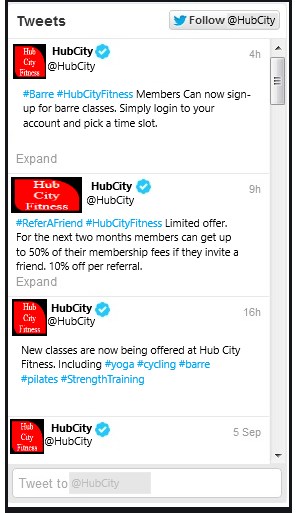 Tweets
Follow @HubCity
Hub City Fitness
HubCity
4h
@HubCity
#Barre #HubCityFitness Members Can now sign-
up for barre classes. Simply login to your
account and pick a time slot.
Expand
Hub City Fitness
HubCity
9h
@HubCity
#ReferAFriend #HubCityFitness Limited offer.
For the next two months members can get up
to 50% of their membership fees if they invite a
friend. 10% off per referral.
Expand
Hub City Fitness
HubCity
16h
@HubCity
New classes are now being offered at Hub City
Fitness. Including #yoga #cycling #barre
#pilates #StrengthTraining
Hub City Fitness
HubCity
5 Sep
@HubCity
Tweet to @HubCity